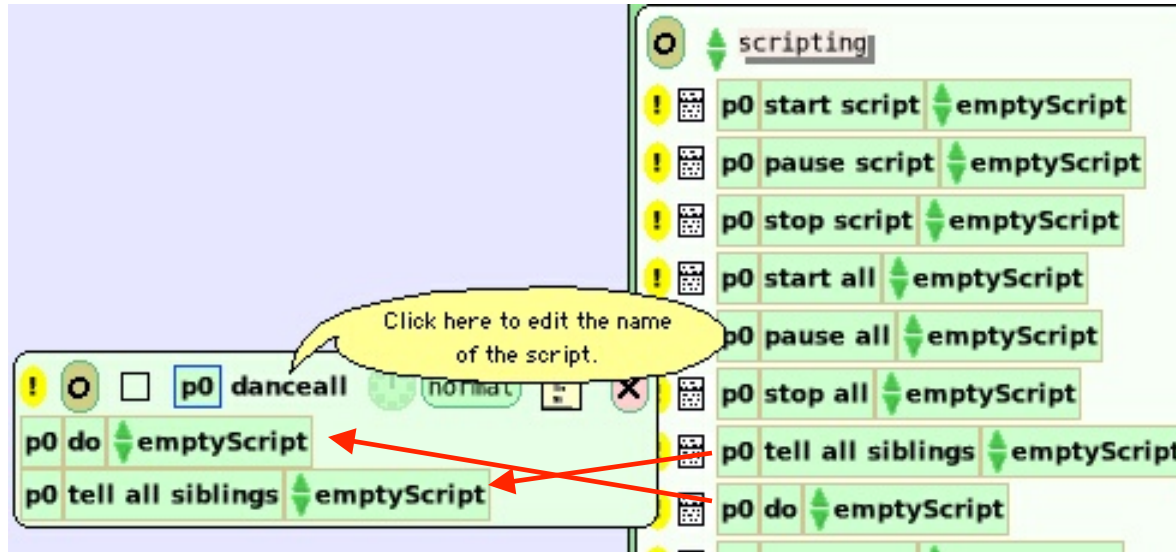 scripting
! p0 start script emptyScript
! p0 pause script emptyScript
! p0 stop script emptyScript
! p0 start all emptyScript
p0 pause all emptyScript
p0 stop all emptyScript
p0 tell all siblings emptyScript
p0 do emptyScript
Click here to edit the name
of the script.
! p0 danceall normal
p0 do emptyScript
p0 tell all siblings emptyScript